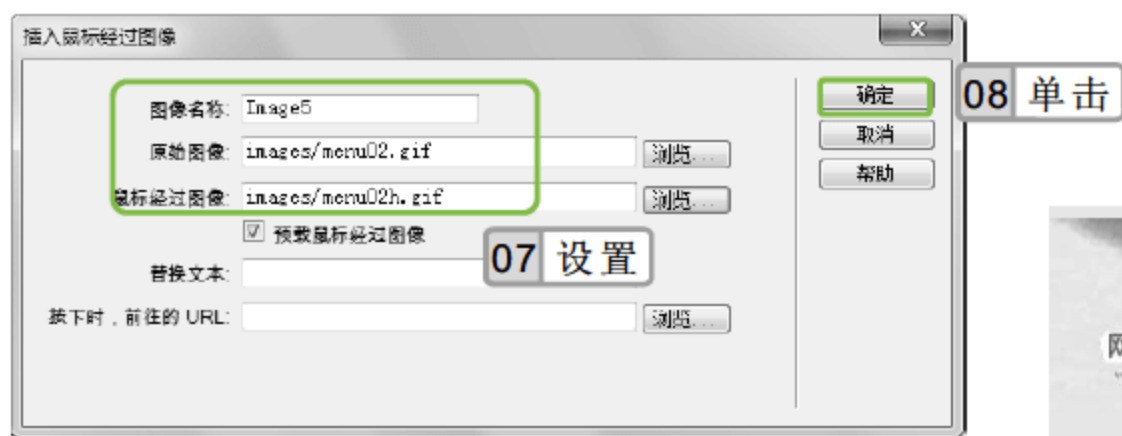 插入鼠标经过图像
图像名称: Image5
原始图像: images/menu02.gif 浏览...
鼠标经过图像: images/menu02h.gif 浏览...
预载鼠标经过图像
替换文本:
按下时，前往的 URL: 浏览...
确定
取消
帮助
07 设置
08 单击
网